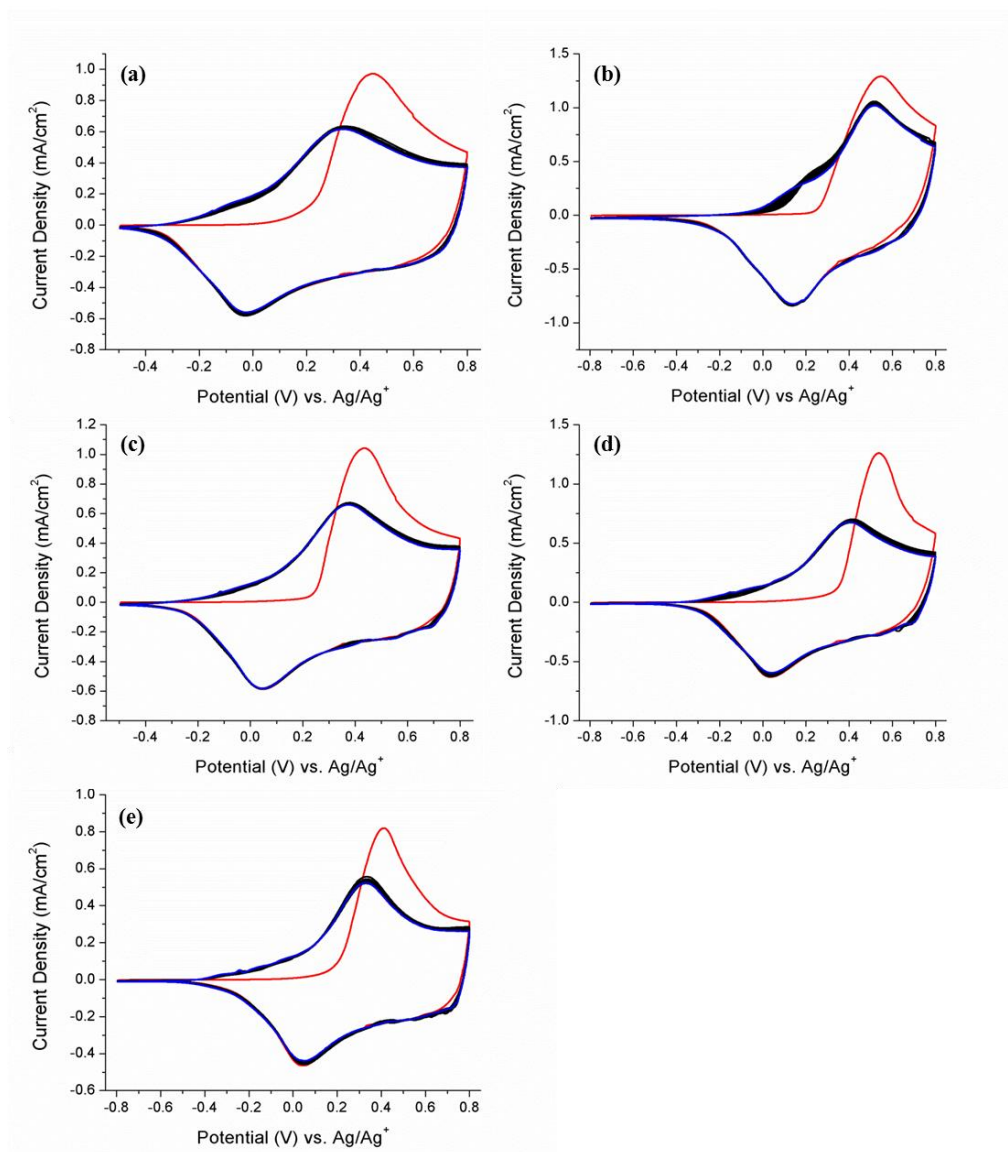 (a)
1.0
0.8
0.6
0.4
0.2
0.0
-0.2
-0.4
-0.6
-0.8
Current Density (mA/cm²)
-0.4 -0.2 0.0 0.2 0.4 0.6 0.8
Potential (V) vs. Ag/Ag⁺
(b)
1.5
1.0
0.5
0.0
-0.5
-1.0
Current Density (mA/cm²)
-0.8 -0.6 -0.4 -0.2 0.0 0.2 0.4 0.6 0.8
Potential (V) vs Ag/Ag⁺
(c)
1.2
1.0
0.8
0.6
0.4
0.2
0.0
-0.2
-0.4
-0.6
-0.8
Current Density (mA/cm²)
-0.4 -0.2 0.0 0.2 0.4 0.6 0.8
Potential (V) vs. Ag/Ag⁺
(d)
1.5
1.0
0.5
0.0
-0.5
-1.0
Current Density (mA/cm²)
-0.8 -0.6 -0.4 -0.2 0.0 0.2 0.4 0.6 0.8
Potential (V) vs. Ag/Ag⁺
(e)
0.8
0.6
0.4
0.2
0.0
-0.2
-0.4
-0.6
Current Density (mA/cm²)
-0.8 -0.6 -0.4 -0.2 0.0 0.2 0.4 0.6 0.8
Potential (V) vs. Ag/Ag⁺